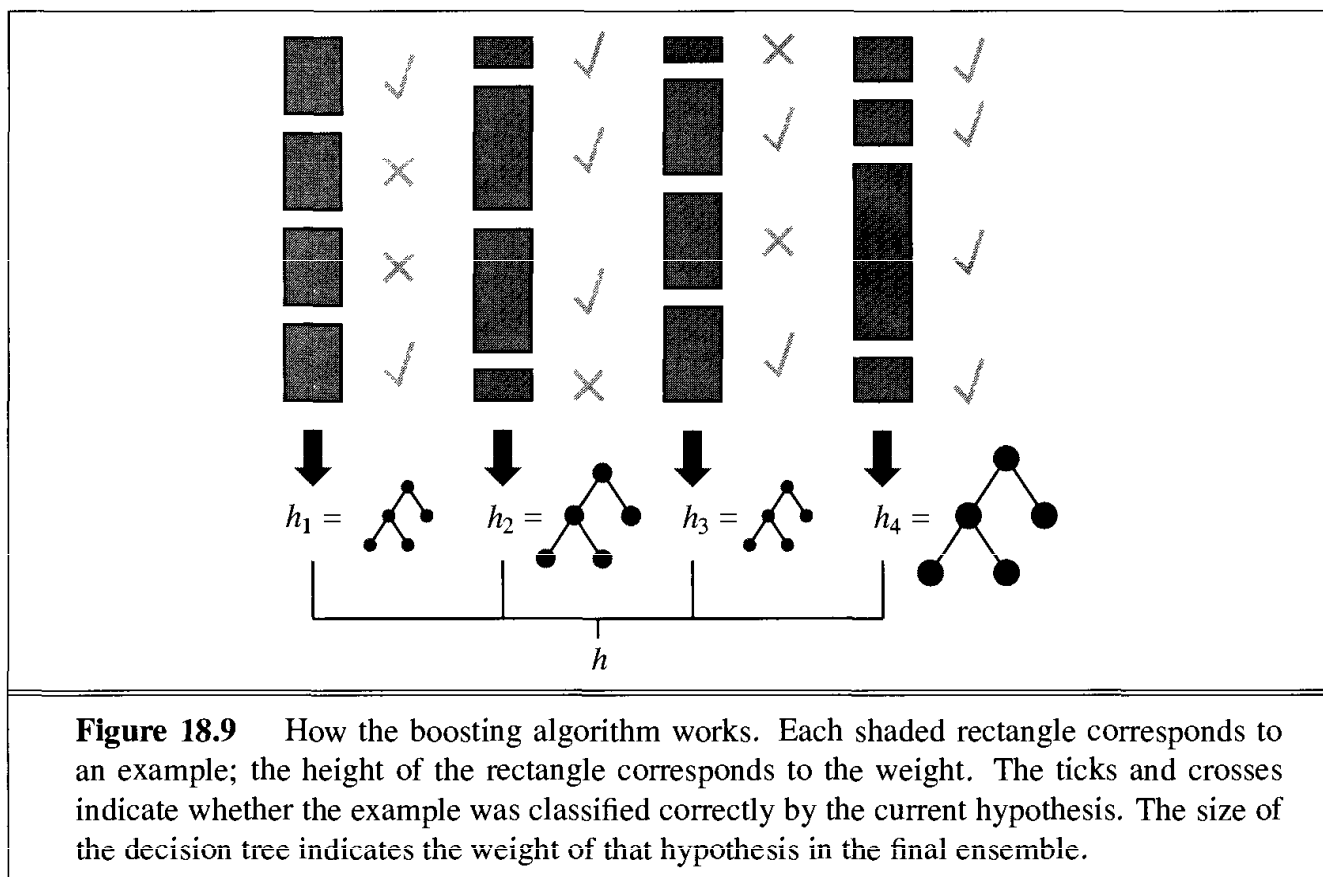 h1 = h2 = h3 = h4 =
h
Figure 18.9 How the boosting algorithm works. Each shaded rectangle corresponds to
an example; the height of the rectangle corresponds to the weight. The ticks and crosses
indicate whether the example was classified correctly by the current hypothesis. The size of
the decision tree indicates the weight of that hypothesis in the final ensemble.